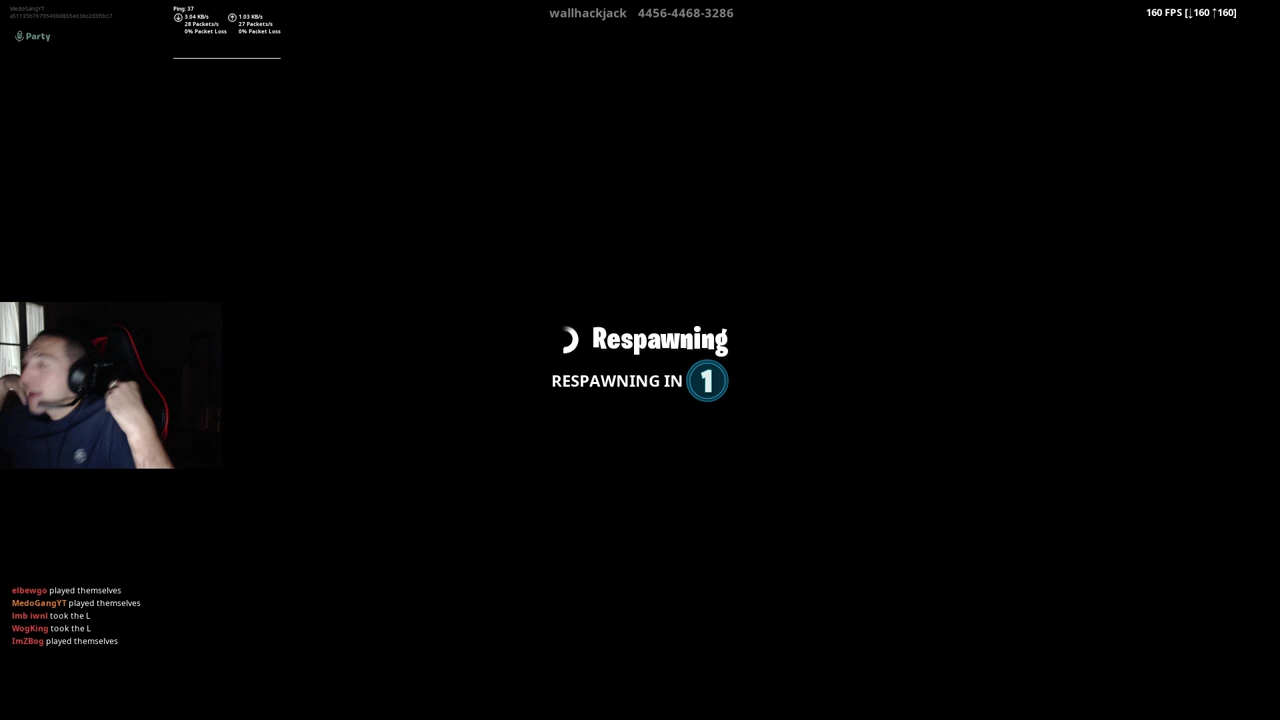 MedoGangYT
Party
Ping: 37
3.04 KB/s 1.03 KB/s
28 Packets/s 27 Packets/s
0% Packet Loss 0% Packet Loss
wallhackjack 4456-4468-3286
160 FPS [↓160 ↑160]
Respawning
RESPAWNING IN 1
elbewgo played themselves
MedoGangYT played themselves
lmb iwnl took the L
WogKing took the L
ImZBog played themselves